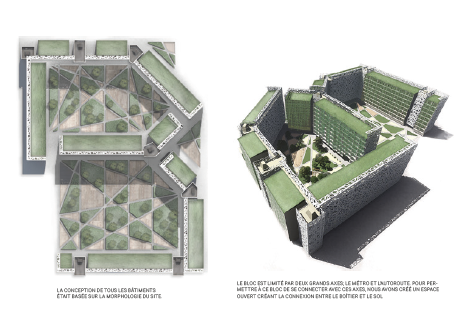 LA CONCEPTION DE TOUS LES BÂTIMENTS
ÉTAIT BASÉE SUR LA MORPHOLOGIE DU SITE
LE BLOC EST LIMITÉ PAR DEUX GRANDS AXES; LE MÉTRO ET L'AUTOROUTE. POUR PER-
METTRE À CE BLOC DE SE CONNECTER AVEC CES AXES, NOUS AVONS CRÉÉ UN ESPACE
OUVERT CRÉANT LA CONNEXION ENTRE LE BOÎTIER ET LE SOL